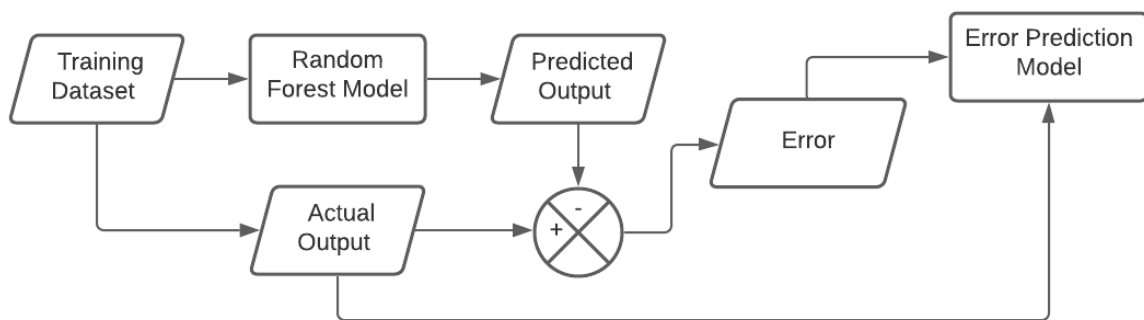 Training
Dataset
Random
Forest Model
Predicted
Output
Error Prediction
Model
Error
Actual
Output
-
+